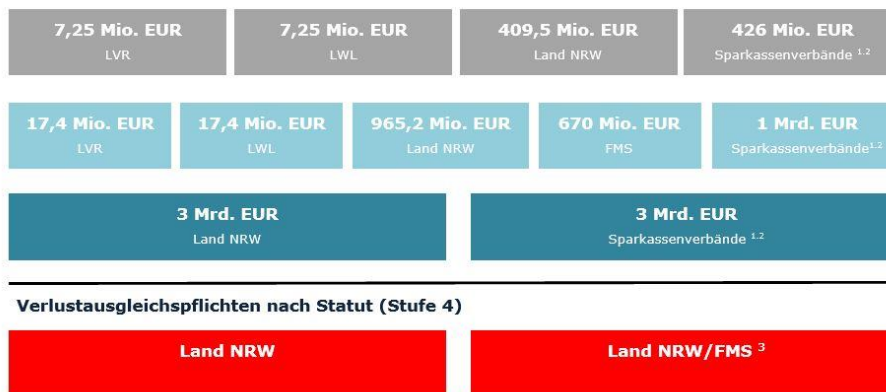 7,25 Mio. EUR
LVR
7,25 Mio. EUR
LWL
409,5 Mio. EUR
Land NRW
426 Mio. EUR
Sparkassenverbände 1.2
17,4 Mio. EUR
LVR
17,4 Mio. EUR
LWL
965,2 Mio. EUR
Land NRW
670 Mio. EUR
FMS
1 Mrd. EUR
Sparkassenverbände1.2
3 Mrd. EUR
Land NRW
3 Mrd. EUR
Sparkassenverbände 1.2
Verlustausgleichspflichten nach Statut (Stufe 4)
Land NRW
Land NRW/FMS 3